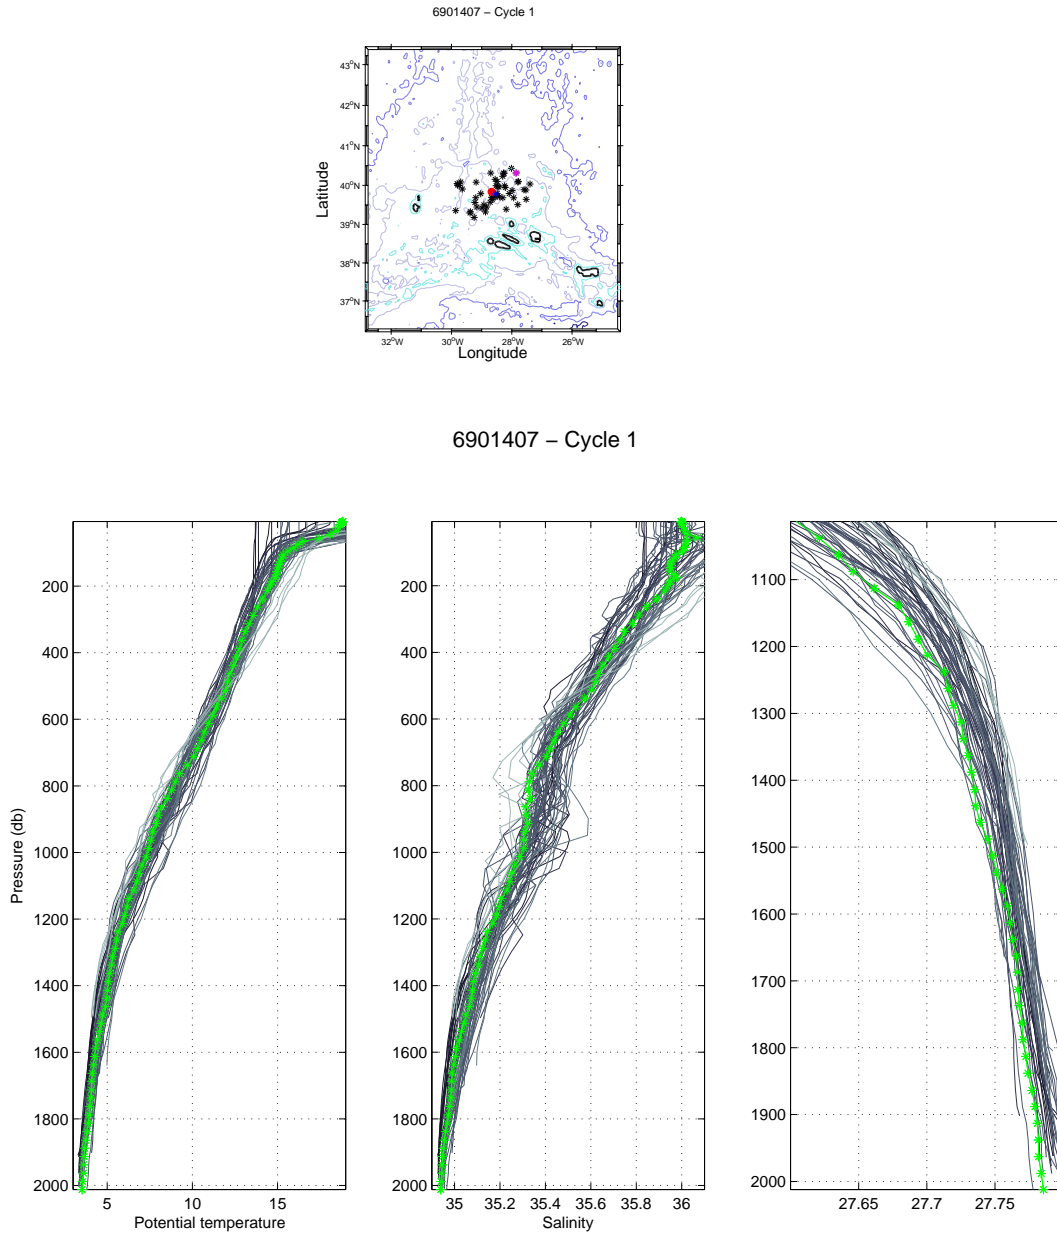 6901407 – Cycle 1
43°N
42°N
41°N
40°N
39°N
38°N
37°N
Latitude
32°W 30°W 28°W 26°W
Longitude
6901407 – Cycle 1
200
400
600
800
1000
1200
1400
1600
1800
2000
Pressure (db)
5 10 15
Potential temperature
200
400
600
800
1000
1200
1400
1600
1800
2000
35 35.2 35.4 35.6 35.8 36
Salinity
1100
1200
1300
1400
1500
1600
1700
1800
1900
2000
27.65 27.7 27.75